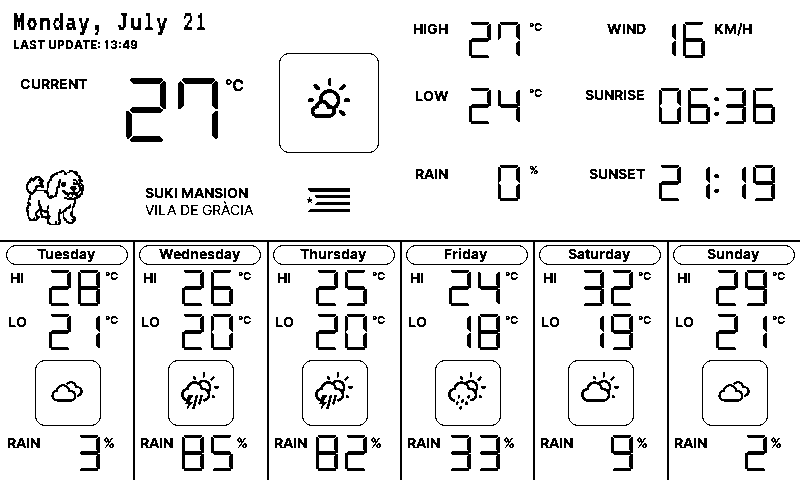 Monday, July 21
LAST UPDATE: 13:49
CURRENT 27 °C
HIGH 27 °C
WIND 16 KM/H
LOW 24 °C
SUNRISE 06:36
RAIN 0 %
SUNSET 21:19
SUKI MANSION
VILA DE GRÀCIA
Tuesday
HI 28 °C
LO 21 °C
RAIN 3 %
Wednesday
HI 26 °C
LO 20 °C
RAIN 85 %
Thursday
HI 25 °C
LO 20 °C
RAIN 82 %
Friday
HI 24 °C
LO 18 °C
RAIN 33 %
Saturday
HI 32 °C
LO 19 °C
RAIN 9 %
Sunday
HI 29 °C
LO 21 °C
RAIN 2 %